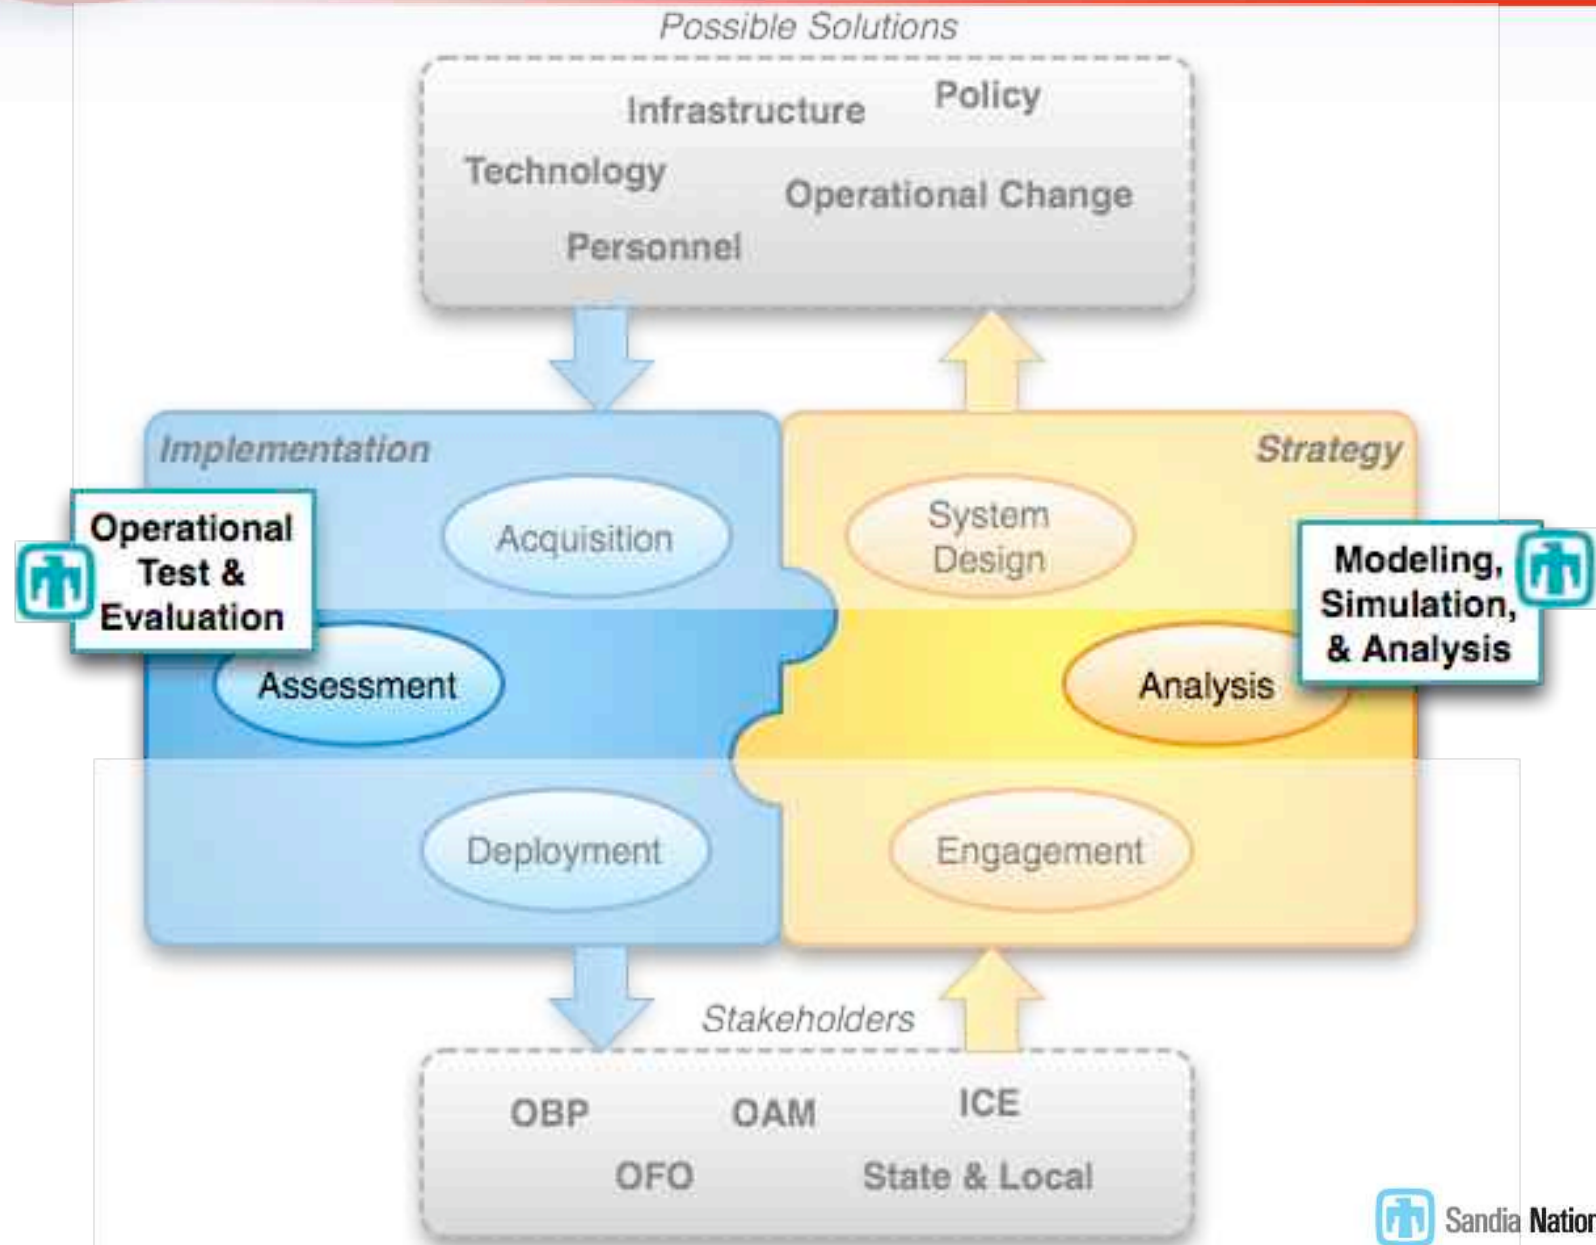 Possible Solutions
Infrastructure
Policy
Technology
Operational Change
Personnel
Implementation
Strategy
Operational
Test &
Evaluation
Acquisition
System
Design
Modeling,
Simulation,
& Analysis
Assessment
Analysis
Deployment
Engagement
Stakeholders
OBP
OAM
ICE
OFO
State & Local
Sandia Nation